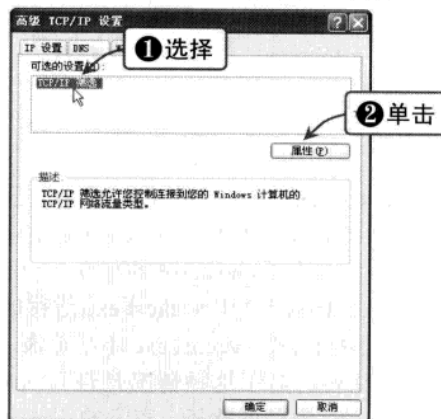 高级 TCP/IP 设置
IP 设置 DNS
❶选择
可选的设置
TCP/IP 筛选
❷单击
属性(P)
描述
TCP/IP 筛选允许您控制连接到您的 Windows 计算机的
TCP/IP 网络流量类型。
确定 取消